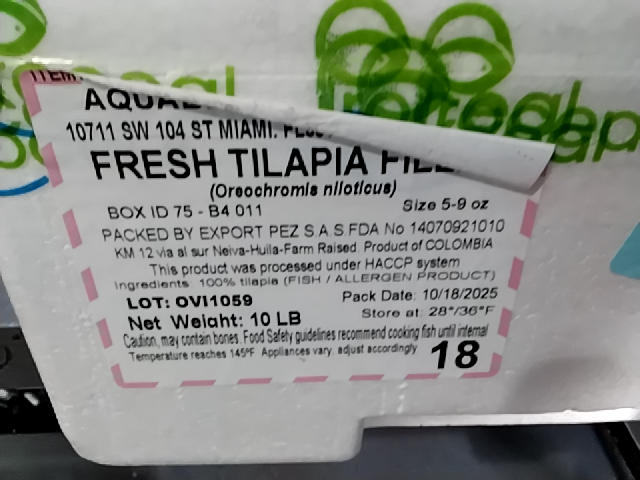 ITEM
AQUA
10711 SW 104 ST MIAMI. FL
FRESH TILAPIA FIL
(Oreochromis niloticus)
BOX ID 75 - B4 011 Size 5-9 oz
PACKED BY EXPORT PEZ S A S FDA No 14070921010
KM 12 via al sur Neiva-Huila-Farm Raised. Product of COLOMBIA
This product was processed under HACCP system
Ingredients 100% tilapia (FISH / ALLERGEN PRODUCT)
LOT: OVI1059 Pack Date: 10/18/2025
Net Weight: 10 LB Store at: 28°/36°F
Caution, may contain bones. Food Safety guidelines recommend cooking fish until internal
Temperature reaches 145ºF Appliances vary, adjust accordingly
18